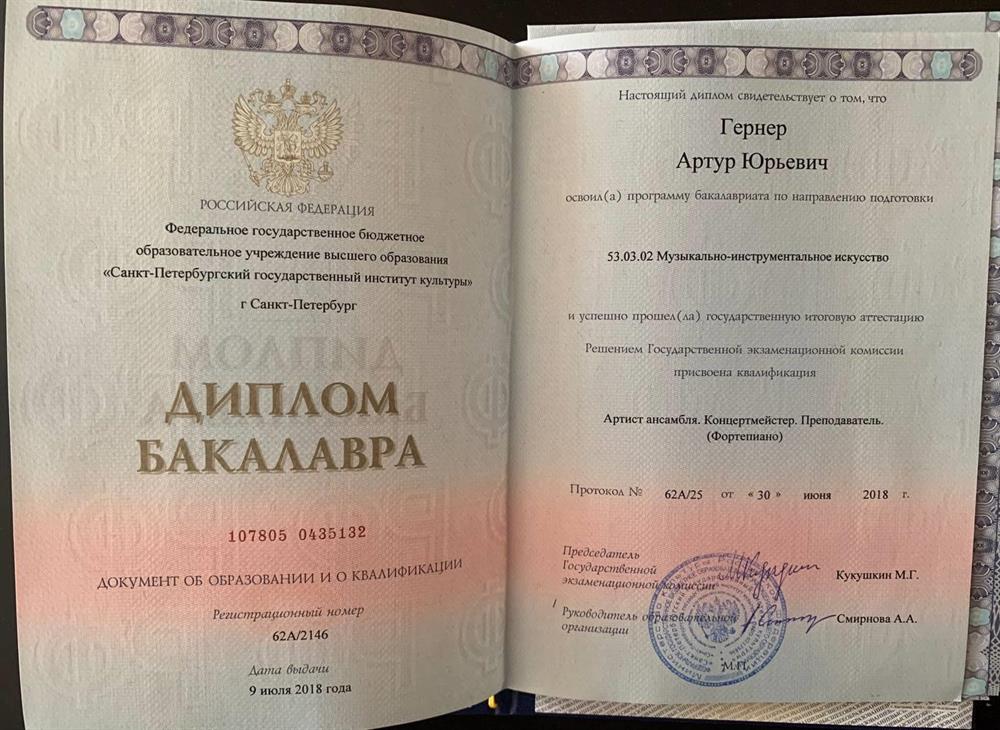 РОССИЙСКАЯ ФЕДЕРАЦИЯ
Федеральное государственное бюджетное
образовательное учреждение высшего образования
«Санкт-Петербургский государственный институт культуры»
г Санкт-Петербург
ДИПЛОМ
БАКАЛАВРА
107805 0435132
ДОКУМЕНТ ОБ ОБРАЗОВАНИИ И О КВАЛИФИКАЦИИ
Регистрационный номер
62А/2146
Дата выдачи
9 июля 2018 года
Настоящий диплом свидетельствует о том, что
Гернер
Артур Юрьевич
освоил(а) программу бакалавриата по направлению подготовки
53.03.02 Музыкально-инструментальное искусство
и успешно прошел(ла) государственную итоговую аттестацию
Решением Государственной экзаменационной комиссии
присвоена квалификация
Артист ансамбля. Концертмейстер. Преподаватель.
(Фортепиано)
Протокол № 62А/25 от « 30 » июня 2018 г.
Председатель
Государственной
экзаменационной комиссии
Кукушкин М.Г.
Руководитель образовательной
организации
Смирнова А.А.
М.П.